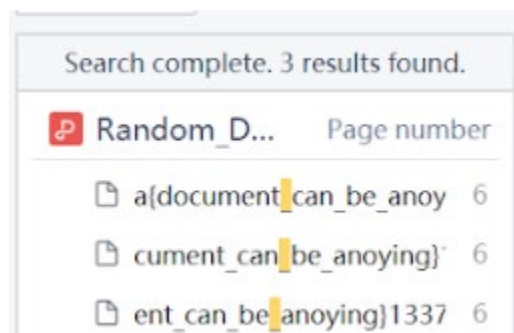 Search complete. 3 results found.
Random_D... Page number
a{document_can_be_anoy 6
cument_can_be_anoying} 6
ent_can_be_anoying}1337 6